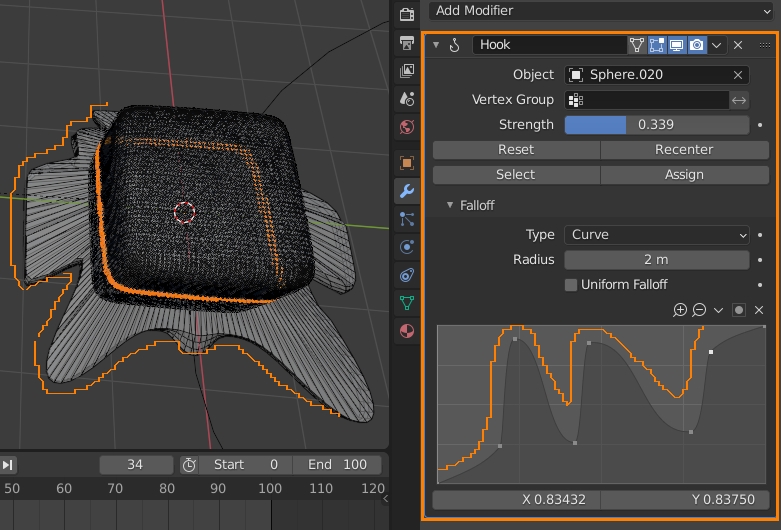 Add Modifier
Hook
Object Sphere.020
Vertex Group
Strength 0.339
Reset Recenter
Select Assign
Falloff
Type Curve
Radius 2 m
Uniform Falloff
34 Start 0 End 100
50 60 70 80 90 100 110 120
X 0.83432 Y 0.83750